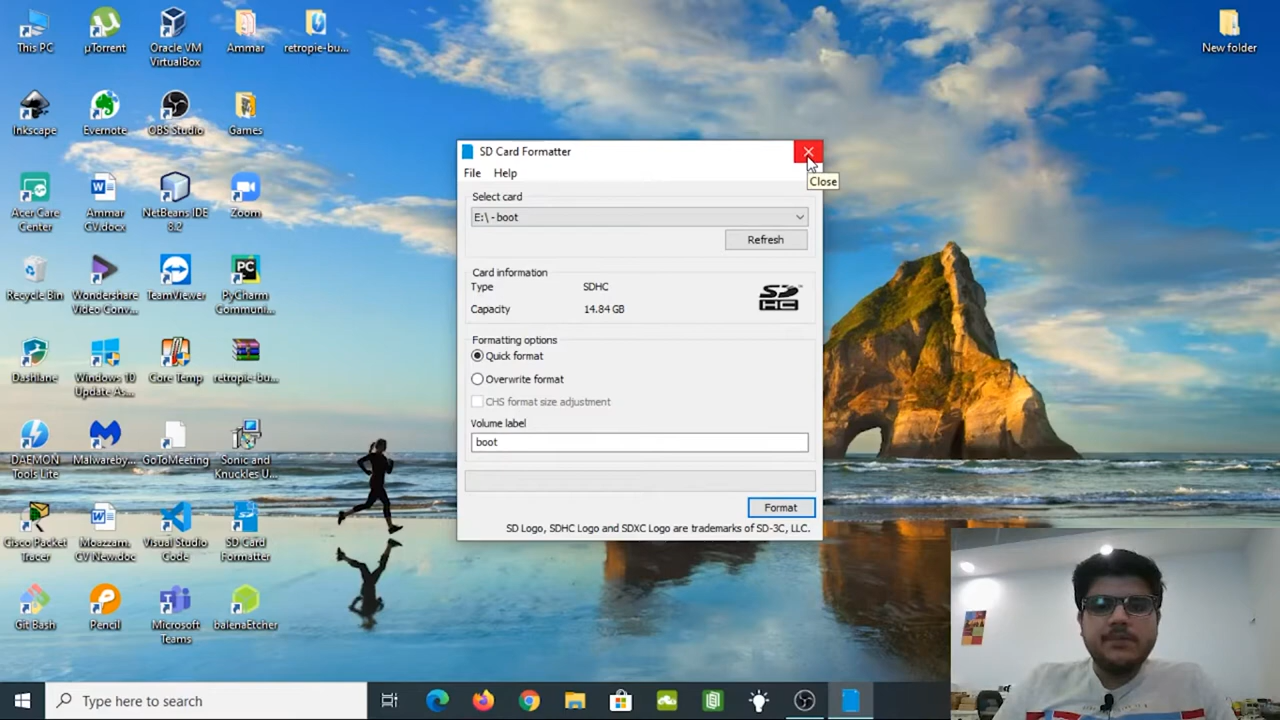 This PC
µTorrent
Oracle VM
VirtualBox
Ammar
retropie-bu...
New folder
Inkscape
Evernote
OBS Studio
Games
Acer Care
Center
Ammar
CV.docx
NetBeans IDE
8.2
Zoom
Recycle Bin
Wondershare
Video Conv...
TeamViewer
PyCharm
Communi...
Dashlane
Windows 10
Update As...
Core Temp
retropie-bu...
DAEMON
Tools Lite
Malwareby...
GoToMeeting
Sonic and
Knuckles U...
Cisco Packet
Tracer
Moazzam,
CV New.doc
Visual Studio
Code
SD Card
Formatter
Git Bash
Pencil
Microsoft
Teams
balenaEtcher
SD Card Formatter
Close
File Help
Select card
E:\ - boot
Refresh
Card information
Type SDHC
Capacity 14.84 GB
SD
HC
Formatting options
Quick format
Overwrite format
CHS format size adjustment
Volume label
boot
Format
SD Logo, SDHC Logo and SDXC Logo are trademarks of SD-3C, LLC.
Type here to search